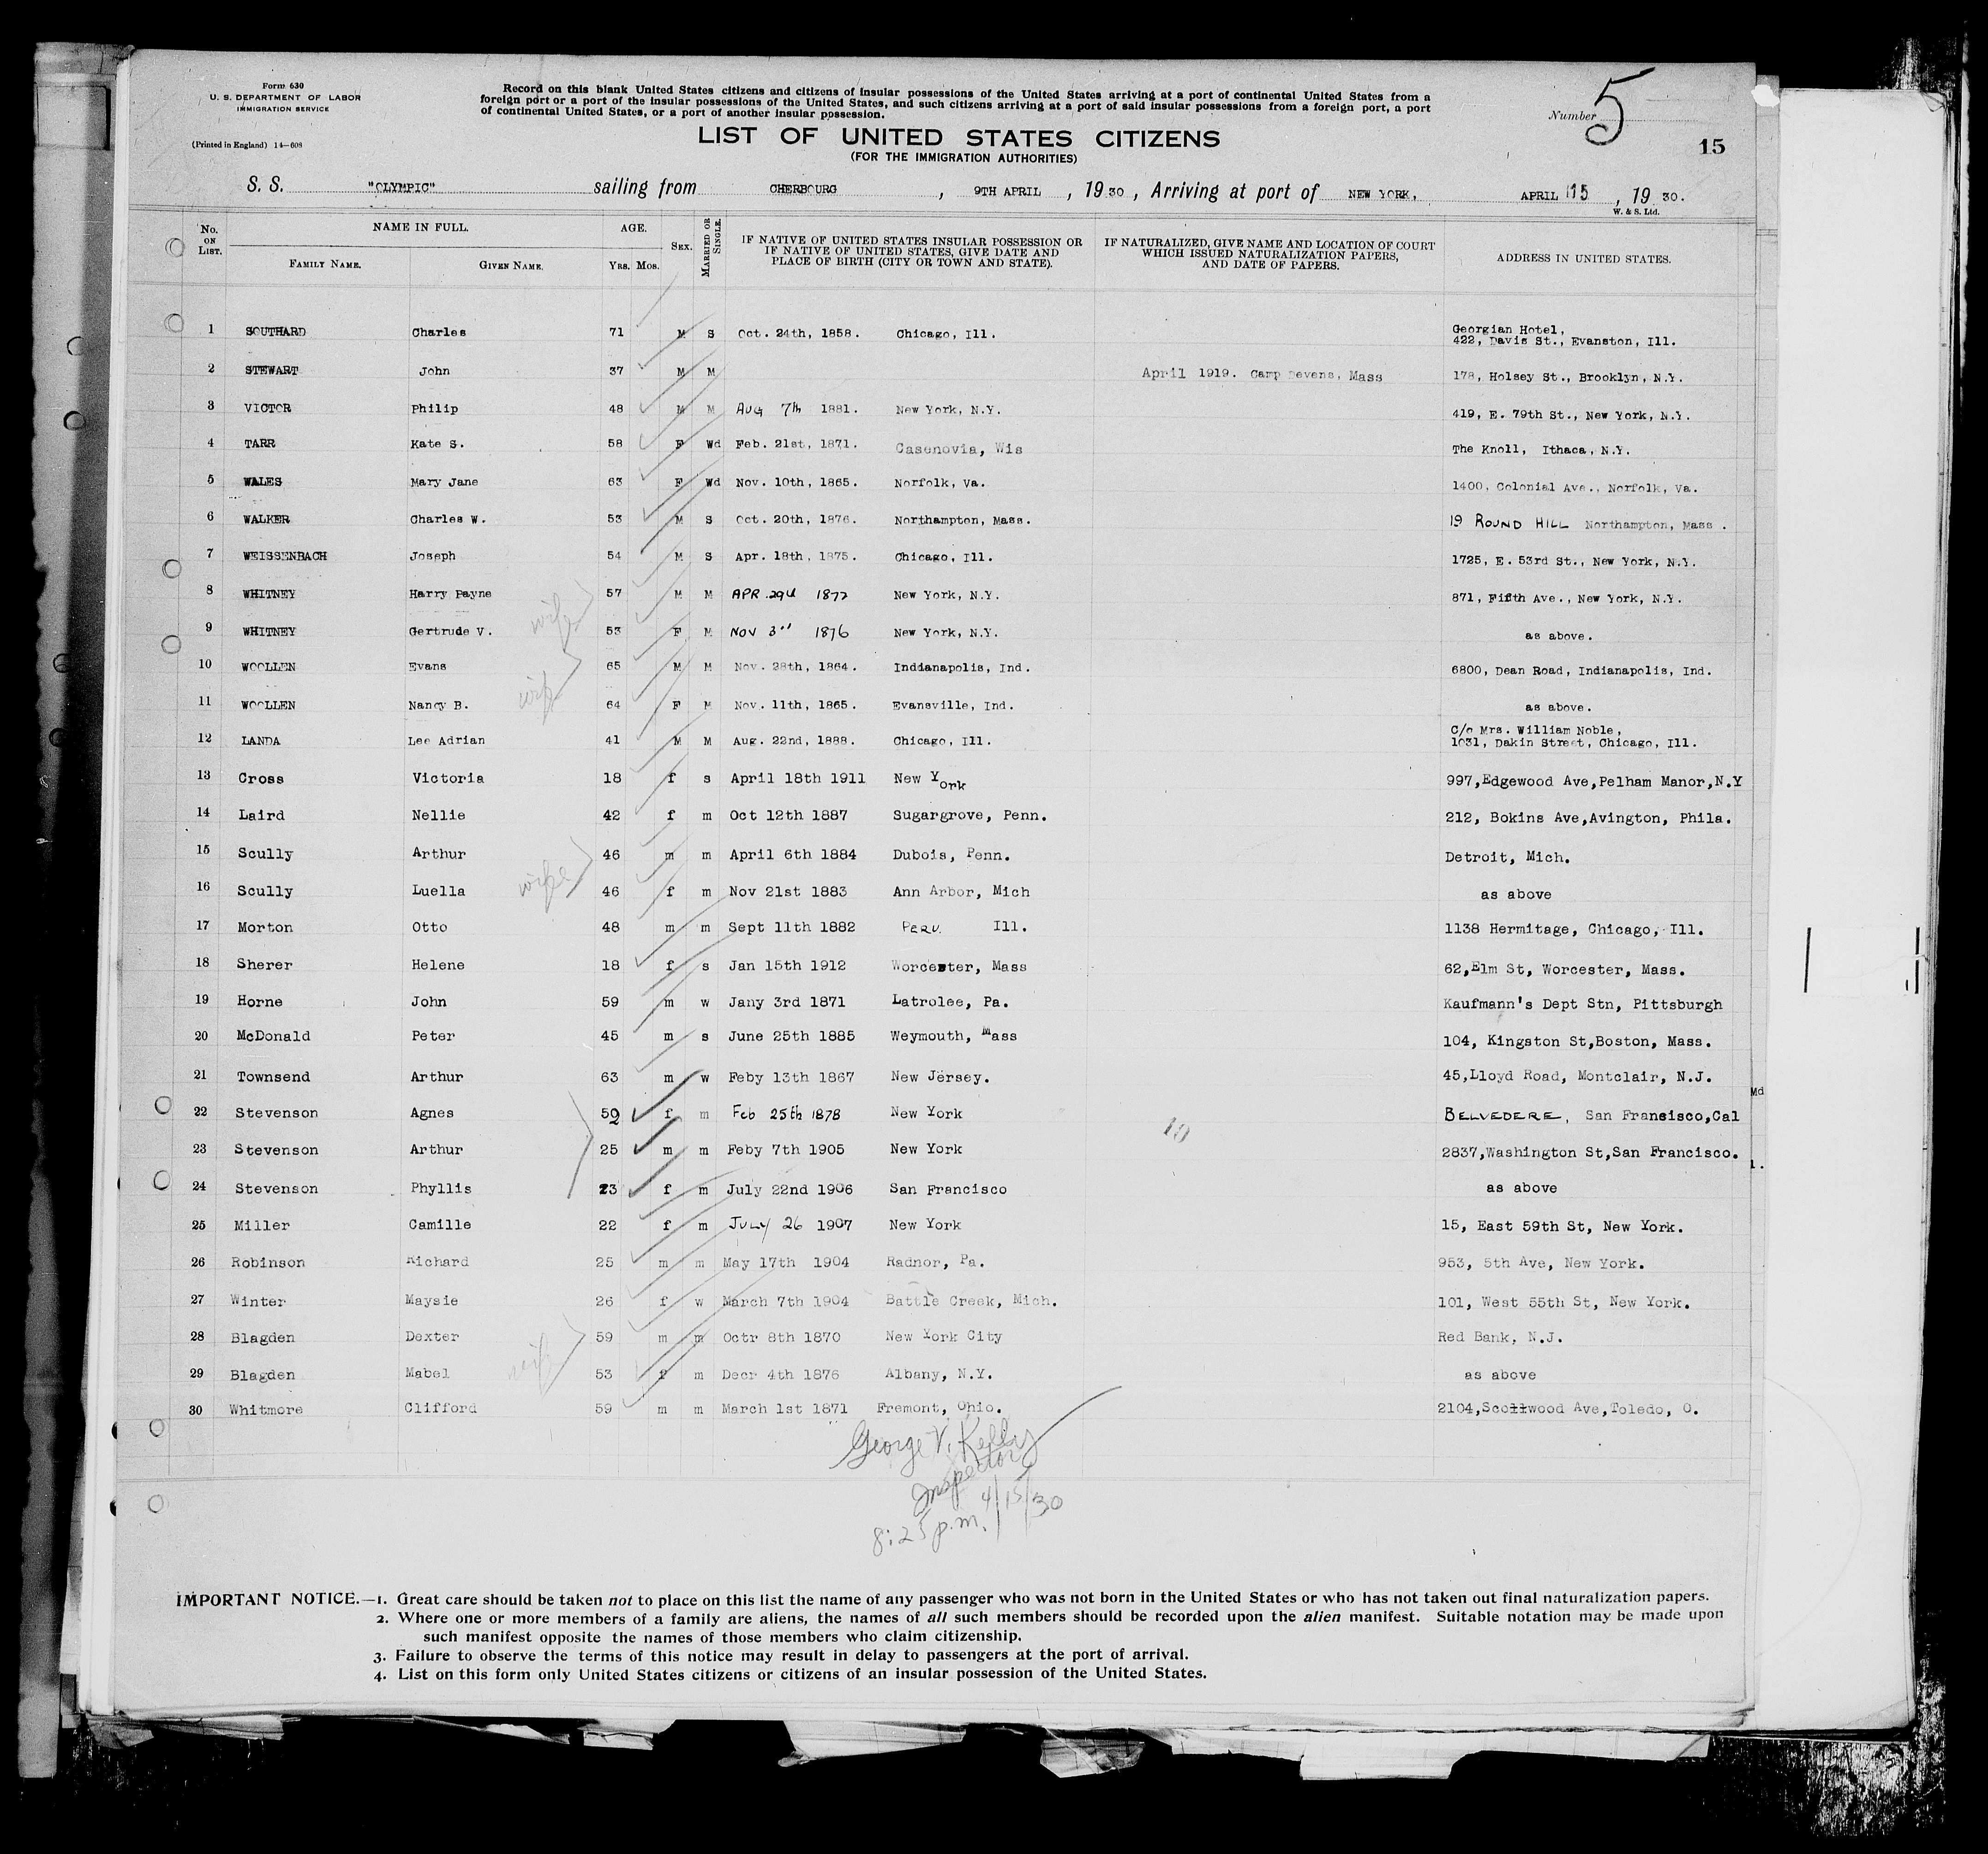 Form 630
U. S. DEPARTMENT OF LABOR
IMMIGRATION SERVICE
(Printed in England) 14—608
Record on this blank United States citizens and citizens of insular possessions of the United States arriving at a port of continental United States from a
foreign port or a port of the insular possessions of the United States, and such citizens arriving at a port of said insular possessions from a foreign port, a port
of continental United States, or a port of another insular possession.
Number 5
15
LIST OF UNITED STATES CITIZENS
(FOR THE IMMIGRATION AUTHORITIES)
S. S. "OLYMPIC" sailing from CHERBOURG, 9TH APRIL, 1930, Arriving at port of NEW YORK, APRIL 15, 1930.
W. & S. Ltd.
No. ON LIST. NAME IN FULL. FAMILY NAME. GIVEN NAME. AGE. Yrs. Mos. SEX. MARRIED OR SINGLE. IF NATIVE OF UNITED STATES INSULAR POSSESSION OR IF NATIVE OF UNITED STATES, GIVE DATE AND PLACE OF BIRTH (CITY OR TOWN AND STATE). IF NATURALIZED, GIVE NAME AND LOCATION OF COURT WHICH ISSUED NATURALIZATION PAPERS, AND DATE OF PAPERS. ADDRESS IN UNITED STATES.
1 SOUTHARD Charles 71 M S Oct. 24th, 1858. Chicago, Ill. Georgian Hotel, 422, Davis St., Evanston, Ill.
2 STEWART John 37 M M April 1919. Camp Devens, Mass 178, Holsey St., Brooklyn, N.Y.
3 VICTOR Philip 48 M M Aug 7th 1881. New York, N.Y. 419, E. 79th St., New York, N.Y.
4 TARR Kate S. 58 F Wd Feb. 21st, 1871. Casenovia, Wis The Knoll, Ithaca, N.Y.
5 WALES Mary Jane 63 F Wd Nov. 10th, 1865. Norfolk, Va. 1400, Colonial Ave., Norfolk, Va.
6 WALKER Charles W. 53 M S Oct. 20th, 1876. Northampton, Mass. 19 ROUND HILL Northampton, Mass.
7 WEISSENBACH Joseph 54 M S Apr. 18th, 1875. Chicago, Ill. 1725, E. 53rd St., New York, N.Y.
8 WHITNEY Harry Payne 57 M M APR 29th 1872 New York, N.Y. 871, Fifth Ave., New York, N.Y.
9 WHITNEY Gertrude V. wife 53 F M NOV 3rd 1876 New York, N.Y. as above.
10 WOOLLEN Evans 65 M M Nov. 28th, 1864. Indianapolis, Ind. 6800, Dean Road, Indianapolis, Ind.
11 WOOLLEN Nancy B. wife 64 F M Nov. 11th, 1865. Evansville, Ind. as above.
12 LANDA Lee Adrian 41 M M Aug. 22nd, 1888. Chicago, Ill. C/o Mrs. William Noble, 1031, Dakin Street, Chicago, Ill.
13 Cross Victoria 18 f s April 18th 1911 New York 997,Edgewood Ave,Pelham Manor,N.Y
14 Laird Nellie 42 f m Oct 12th 1887 Sugargrove, Penn. 212, Bokins Ave,Avington, Phila.
15 Scully Arthur 46 m m April 6th 1884 Dubois, Penn. Detroit, Mich.
16 Scully Luella wife 46 f m Nov 21st 1883 Ann Arbor, Mich as above
17 Morton Otto 48 m m Sept 11th 1882 PERU. Ill. 1138 Hermitage, Chicago, Ill.
18 Sherer Helene 18 f s Jan 15th 1912 Worcester, Mass 62,Elm St, Worcester, Mass.
19 Horne John 59 m w Jany 3rd 1871 Latrolee, Pa. Kaufmann's Dept Stn, Pittsburgh
20 McDonald Peter 45 m s June 25th 1885 Weymouth, Mass 104, Kingston St,Boston, Mass.
21 Townsend Arthur 63 m w Feby 13th 1867 New Jersey. 45,Lloyd Road, Montclair, N.J.
22 Stevenson Agnes 52 f m Feb 25th 1878 New York BELVEDERE, San Fransisco,Cal
23 Stevenson Arthur 25 m m Feby 7th 1905 New York 10 2837,Washington St,San Francisco.
24 Stevenson Phyllis 23 f m July 22nd 1906 San Francisco as above
25 Miller Camille 22 f m JULY 26 1907 New York 15, East 59th St, New York.
26 Robinson Richard 25 m m May 17th 1904 Radnor, Pa. 953, 5th Ave, New York.
27 Winter Maysie 26 f w March 7th 1904 Battle Creek, Mich. 101, West 55th St, New York.
28 Blagden Dexter 59 m m Octr 8th 1870 New York City Red Bank, N.J.
29 Blagden Mabel wife 53 f m Decr 4th 1876 Albany, N.Y. as above
30 Whitmore Clifford 59 m m March 1st 1871 Fremont, Ohio. 2104,Scollwood Ave,Toledo, O.
George V. Kelly
Inspector
4/15/30
8:25 p.m.
IMPORTANT NOTICE.—1. Great care should be taken not to place on this list the name of any passenger who was not born in the United States or who has not taken out final naturalization papers.
2. Where one or more members of a family are aliens, the names of all such members should be recorded upon the alien manifest. Suitable notation may be made upon
such manifest opposite the names of those members who claim citizenship.
3. Failure to observe the terms of this notice may result in delay to passengers at the port of arrival.
4. List on this form only United States citizens or citizens of an insular possession of the United States.